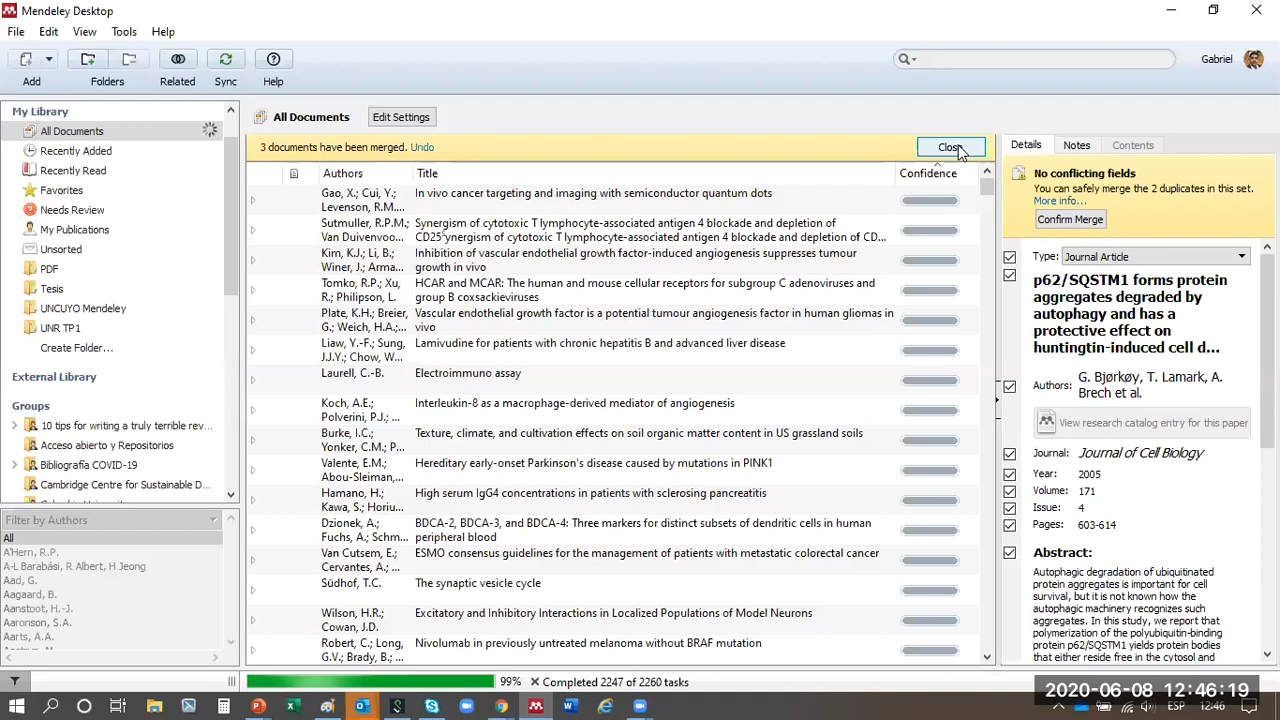 Mendeley Desktop
File Edit View Tools Help
Gabriel
Add Folders Related Sync Help
My Library
All Documents
Recently Added
Recently Read
Favorites
Needs Review
My Publications
Unsorted
PDF
Tesis
UNCUYO Mendeley
UNR TP1
Create Folder...
External Library
Groups
10 tips for writing a truly terrible rev...
Acceso abierto y Repositorios
Bibliografía COVID-19
Cambridge Centre for Sustainable D...
Filter by Authors
All
A'Hern, R.P.
A-L Barabási, R Albert, H Jeong
Aad, G.
Aagaard, B.
Aanstoot, H.-J.
Aaronson, S.A.
Aarts, A.A.
All Documents Edit Settings
3 documents have been merged. Undo Close
Authors Title Confidence
Gao, X.; Cui, Y.; In vivo cancer targeting and imaging with semiconductor quantum dots
Levenson, R.M....
Sutmuller, R.P.M.; Synergism of cytotoxic T lymphocyte-associated antigen 4 blockade and depletion of
Van Duivenvoo... CD25ynergism of cytotoxic T lymphocyte-associated antigen 4 blockade and depletion of CD...
Kim, K.J.; Li, B.; Inhibition of vascular endothelial growth factor-induced angiogenesis suppresses tumour
Winer, J.; Arma... growth in vivo
Tomko, R.P.; Xu, HCAR and MCAR: The human and mouse cellular receptors for subgroup C adenoviruses and
R.; Philipson, L. group B coxsackieviruses
Plate, K.H.; Breier, Vascular endothelial growth factor is a potential tumour angiogenesis factor in human gliomas in
G.; Weich, H.A.; vivo
Liaw, Y.-F.; Sung, Lamivudine for patients with chronic hepatitis B and advanced liver disease
J.J.Y.; Chow, W...
Laurell, C.-B. Electroimmuno assay
Koch, A.E.; Interleukin-8 as a macrophage-derived mediator of angiogenesis
Polverini, P.J.; ...
Burke, I.C.; Texture, climate, and cultivation effects on soil organic matter content in US grassland soils
Yonker, C.M.; P...
Valente, E.M.; Hereditary early-onset Parkinson's disease caused by mutations in PINK1
Abou-Sleiman,...
Hamano, H.; High serum IgG4 concentrations in patients with sclerosing pancreatitis
Kawa, S.; Horiu...
Dzionek, A.; BDCA-2, BDCA-3, and BDCA-4: Three markers for distinct subsets of dendritic cells in human
Fuchs, A.; Schm... peripheral blood
Van Cutsem, E.; ESMO consensus guidelines for the management of patients with metastatic colorectal cancer
Cervantes, A.; ...
Südhof, T.C. The synaptic vesicle cycle
Wilson, H.R.; Excitatory and Inhibitory Interactions in Localized Populations of Model Neurons
Cowan, J.D.
Robert, C.; Long, Nivolumab in previously untreated melanoma without BRAF mutation
G.V.; Brady, B.; ...
99% Completed 2247 of 2260 tasks
Details Notes Contents
No conflicting fields
You can safely merge the 2 duplicates in this set.
More info...
Confirm Merge
Type: Journal Article
p62/SQSTM1 forms protein
aggregates degraded by
autophagy and has a
protective effect on
huntingtin-induced cell d...
Authors: G. Bjørkøy, T. Lamark, A.
Brech et al.
View research catalog entry for this paper
Journal: Journal of Cell Biology
Year: 2005
Volume: 171
Issue: 4
Pages: 603-614
Abstract:
Autophagic degradation of ubiquitinated
protein aggregates is important for cell
survival, but it is not known how the
autophagic machinery recognizes such
aggregates. In this study, we report that
polymerization of the polyubiquitin-binding
protein p62/SQSTM1 yields protein bodies
that either reside free in the cytosol and
2020-06-08 12:46:19
ESP 12:46